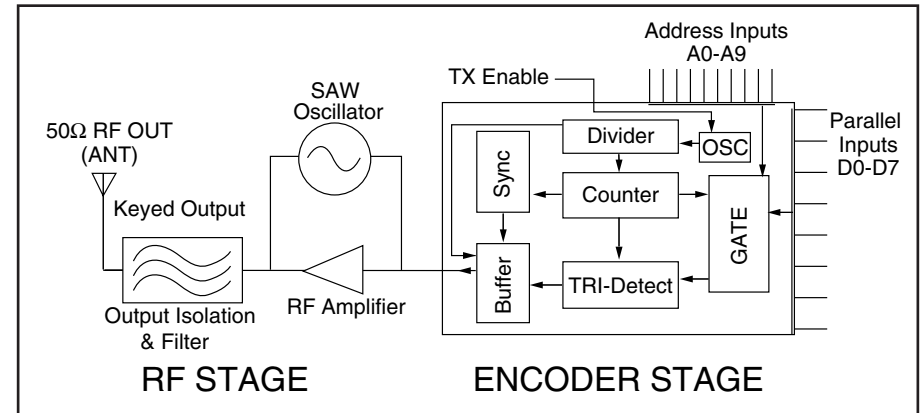 Address Inputs
A0-A9
TX Enable
SAW
Oscillator
50Ω RF OUT
(ANT)
Parallel
Inputs
D0-D7
Divider
OSC
Sync
Counter
GATE
Keyed Output
Buffer
TRI-Detect
RF Amplifier
Output Isolation
& Filter
RF STAGE
ENCODER STAGE